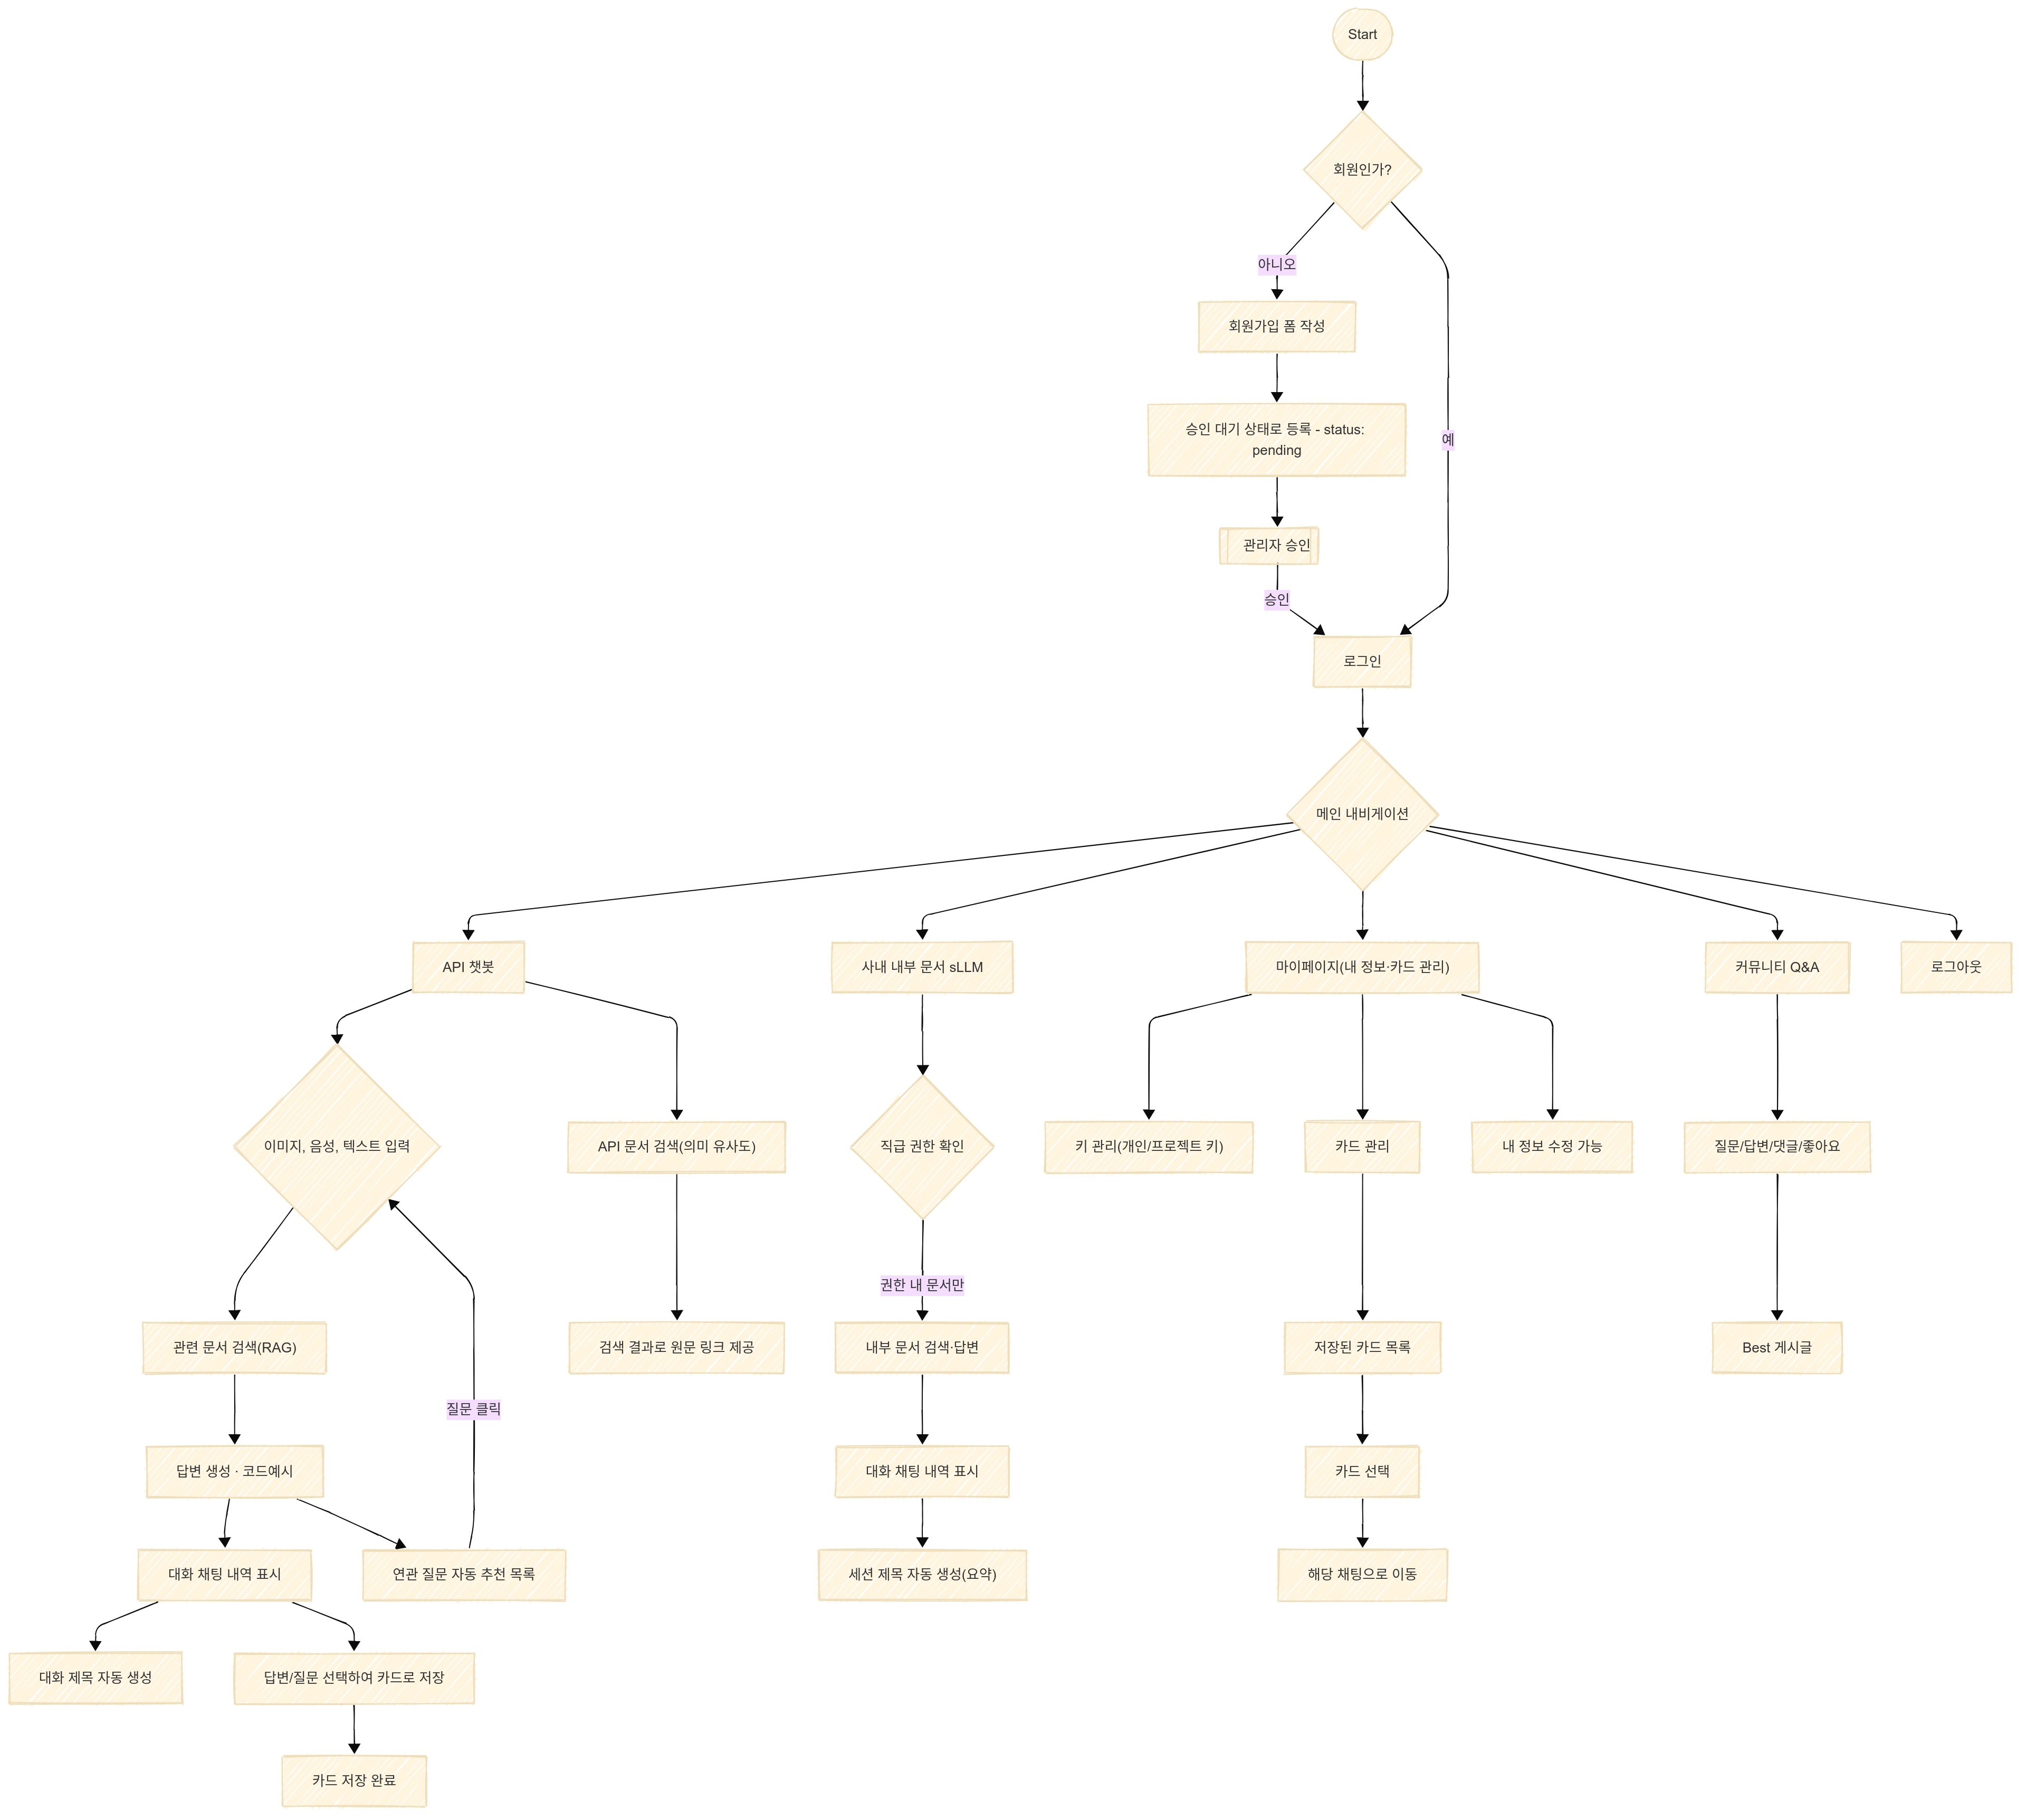 Start
회원인가?
아니오
회원가입 폼 작성
승인 대기 상태로 등록 - status:
pending
예
관리자 승인
승인
로그인
메인 내비게이션
API 챗봇
사내 내부 문서 sLLM
마이페이지(내 정보·카드 관리)
커뮤니티 Q&A
로그아웃
이미지, 음성, 텍스트 입력
API 문서 검색(의미 유사도)
직급 권한 확인
키 관리(개인/프로젝트 키)
카드 관리
내 정보 수정 가능
질문/답변/댓글/좋아요
권한 내 문서만
관련 문서 검색(RAG)
검색 결과로 원문 링크 제공
내부 문서 검색·답변
저장된 카드 목록
Best 게시글
질문 클릭
답변 생성 · 코드예시
대화 채팅 내역 표시
카드 선택
대화 채팅 내역 표시
연관 질문 자동 추천 목록
세션 제목 자동 생성(요약)
해당 채팅으로 이동
대화 제목 자동 생성
답변/질문 선택하여 카드로 저장
카드 저장 완료